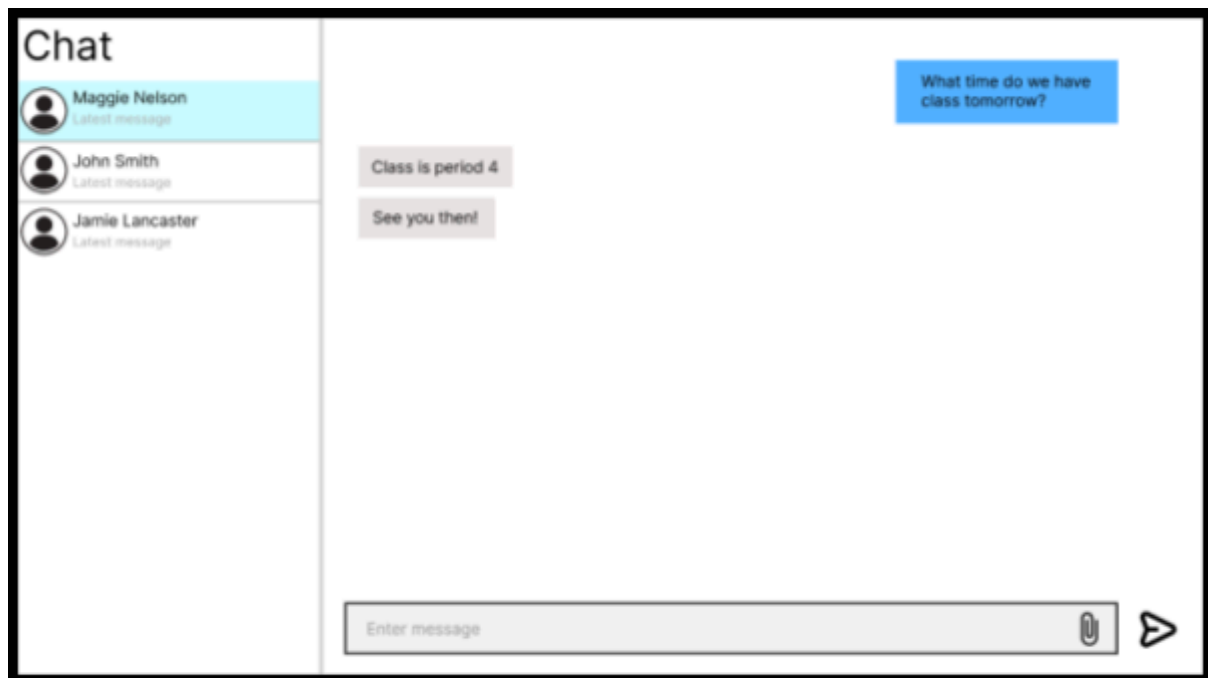 Chat
Maggie Nelson
Latest message
John Smith
Latest message
Jamie Lancaster
Latest message
What time do we have
class tomorrow?
Class is period 4
See you then!
Enter message